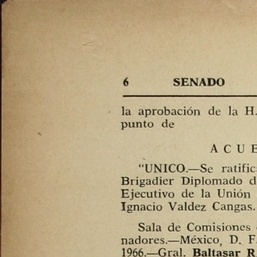 6 SENADO
la aprobación de la H.
punto de
ACUE
"UNICO.—Se ratific
Brigadier Diplomado d
Ejecutivo de la Unión
Ignacio Valdez Cangas.
Sala de Comisiones
nadores.—México, D. F.
1966.—Gral. Baltasar R